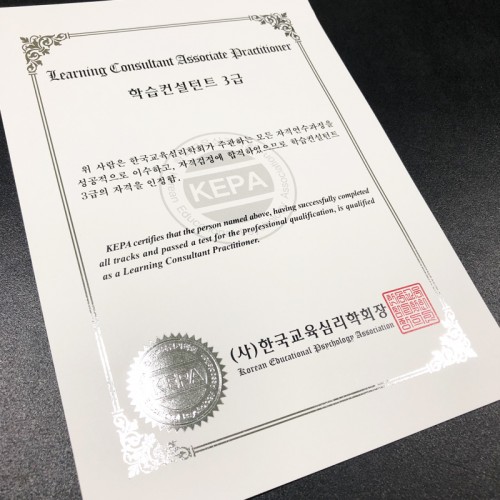 Learning Consultant Associate Practitioner
학습컨설턴트 3급
위 사람은 한국교육심리학회가 주관하는 모든 자격연수과정을
성공적으로 이수하고, 자격검정에 합격하였으므로 학습컨설턴트
3급의 자격을 인정함.
KEPA
KEPA certifies that the person named above, having successfully completed
all tracks and passed a test for the professional qualification, is qualified
as a Learning Consultant Practitioner.
(사)한국교육심리학회장
Korean Educational Psychology Association
KEPA